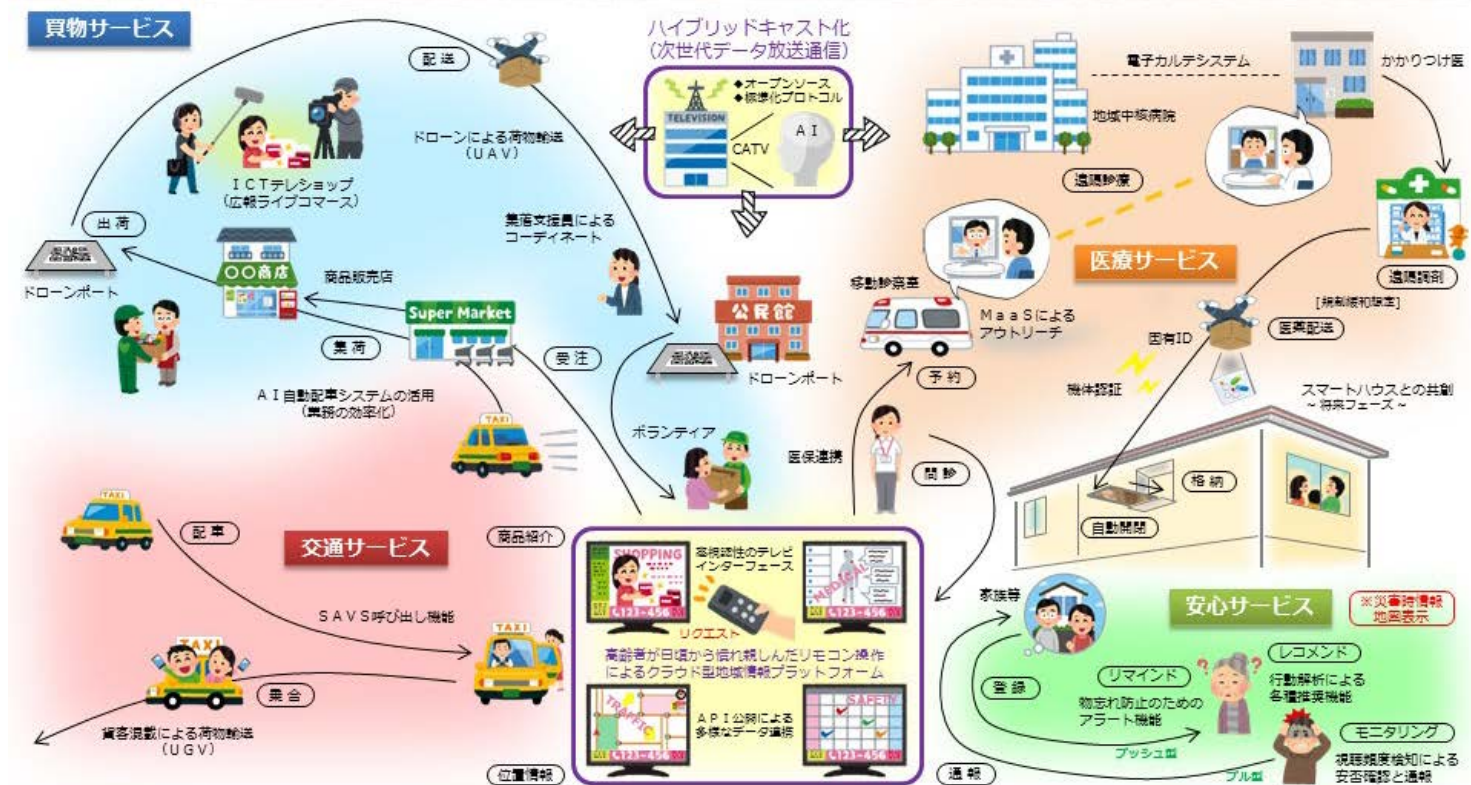 買物サービス
配送
ドローンによる荷物輸送
(UAV)
ICTテレショップ
(広報ライブコマース)
出荷
ドローンポート
〇〇商店
商品販売店
Super Market
集荷
受注
集落支援員による
コーディネート
公民館
ドローンポート
AI自動配車システムの活用
(業務の効率化)
TAXI
ボランティア
ハイブリッドキャスト化
(次世代データ放送通信)
◆オープンソース
◆標準化プロトコル
TELEVISION
CATV
AI
電子カルテシステム
かかりつけ医
地域中核病院
遠隔診療
医療サービス
遠隔調剤
[規制緩和限定]
医薬配送
固有ID
機体認証
移動診察室
MaaSによる
アウトリーチ
予約
医保連携
問診
スマートハウスとの共創
~ 将来フェーズ ~
格納
自動開閉
交通サービス
TAXI
配車
SAVS呼び出し機能
TAXI
TAXI
乗合
貨客混載による荷物輸送
(UGV)
商品紹介
位置情報
SHOPPING
123-456
高視認性のテレビ
インターフェース
リクエスト
MEDICAL
123-456
高齢者が日頃から慣れ親しんだリモコン操作
によるクラウド型地域情報プラットフォーム
TRAFFIC
123-456
API公開による
多様なデータ連携
SAFETY
123-456
安心サービス
※災害時情報
地図表示
家族等
登録
通報
リマインド
物忘れ防止のための
アラート機能
プッシュ型
レコメンド
行動解析による
各種推奨機能
モニタリング
視聴頻度検知による
安否確認と通報
プル型